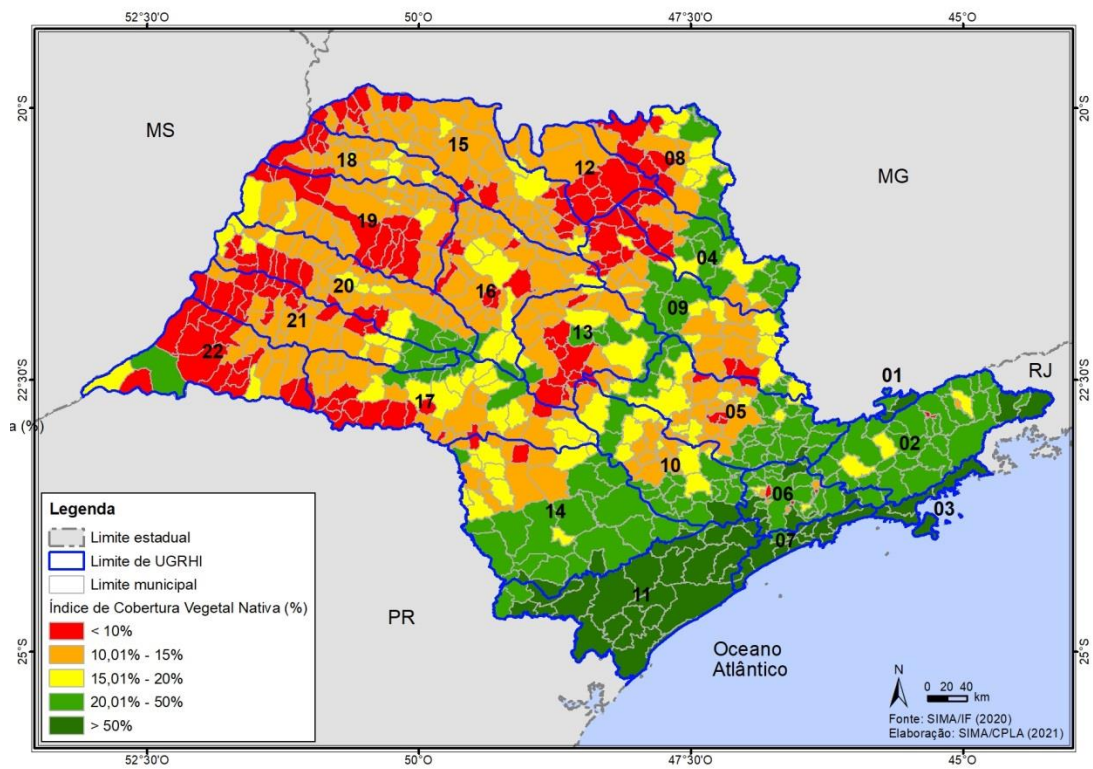 52°30'O 50°O 47°30'O 45°O
20°S 20°S
MS
MG
15
18
12
08
19
04
20
16
09
21
13
22
22°30'S 22°30'S
01
RJ
17
05
02
a (%)
10
06
03
14
07
11
PR
25°S 25°S
Oceano
Atlântico
Legenda
Limite estadual
Limite de UGRHI
Limite municipal
Índice de Cobertura Vegetal Nativa (%)
< 10%
10,01% - 15%
15,01% - 20%
20,01% - 50%
> 50%
N
0 20 40
km
Fonte: SIMA/IF (2020)
Elaboração: SIMA/CPLA (2021)
52°30'O 50°O 47°30'O 45°O